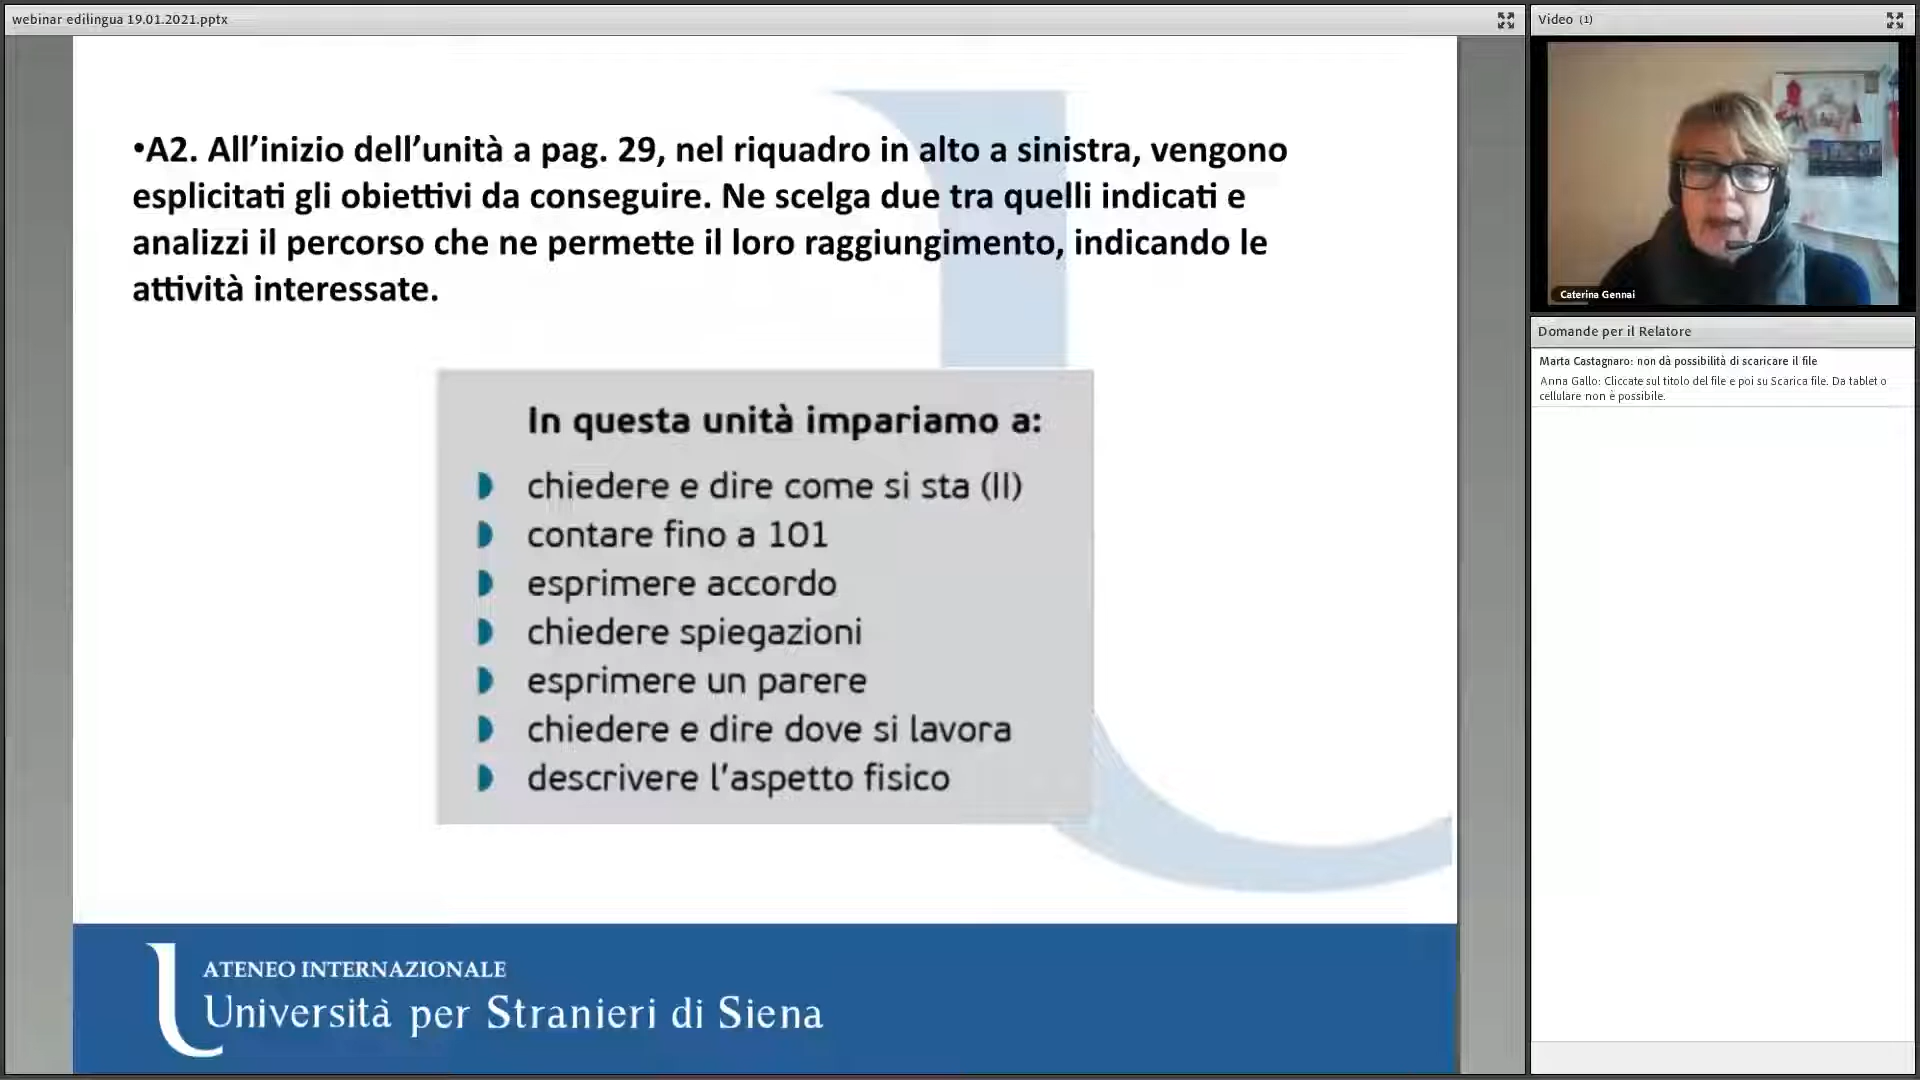 webinar edilingua 19.01.2021.pptx
•A2. All’inizio dell’unità a pag. 29, nel riquadro in alto a sinistra, vengono
esplicitati gli obiettivi da conseguire. Ne scelga due tra quelli indicati e
analizzi il percorso che ne permette il loro raggiungimento, indicando le
attività interessate.
In questa unità impariamo a:
chiedere e dire come si sta (II)
contare fino a 101
esprimere accordo
chiedere spiegazioni
esprimere un parere
chiedere e dire dove si lavora
descrivere l’aspetto fisico
ATENEO INTERNAZIONALE
Università per Stranieri di Siena
Video (1)
Caterina Gennai
Domande per il Relatore
Marta Castagnaro: non dà possibilità di scaricare il file
Anna Gallo: Cliccate sul titolo del file e poi su Scarica file. Da tablet o
cellulare non è possibile.